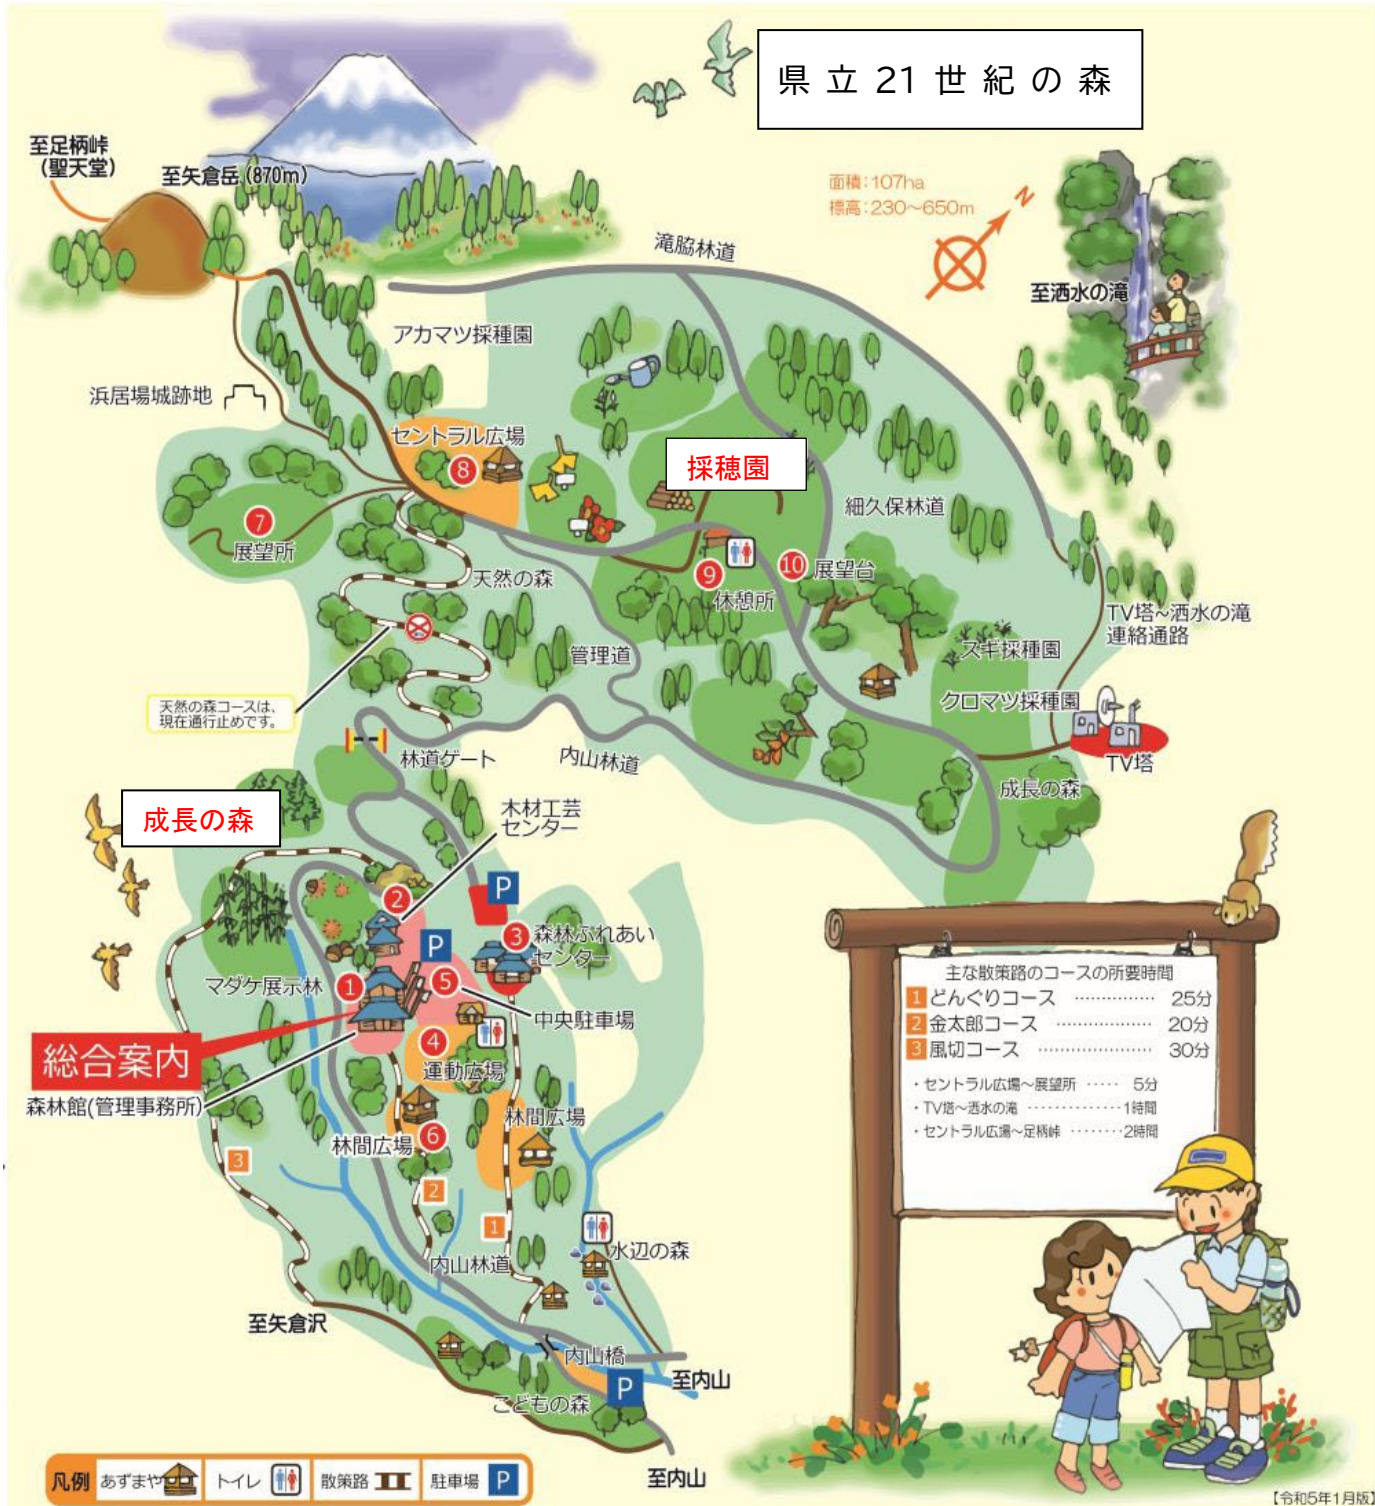 県立21世紀の森
至足柄峠
(聖天堂)
至矢倉岳(870m)
面積:107ha
標高:230～650m
N
滝脇林道
至洒水の滝
アカマツ採種園
浜居場城跡地
セントラル広場
8
採穂園
細久保林道
7
展望所
天然の森
9
休憩所
10
展望台
TV塔~洒水の滝
連絡通路
管理道
スギ採種園
クロマツ採種園
天然の森コースは、
現在通行止めです。
林道ゲート
内山林道
TV塔
成長の森
成長の森
木材工芸
センター
P
2
3
森林ふれあい
センター
P
マダケ展示林
1
5
中央駐車場
総合案内
4
運動広場
森林館(管理事務所)
林間広場
林間広場
6
3
2
1
内山林道
水辺の森
至矢倉沢
内山橋
P
至内山
こどもの森
至内山
主な散策路のコースの所要時間
1 どんぐりコース …………… 25分
2 金太郎コース ……………… 20分
3 風切コース ………………… 30分
・セントラル広場～展望所 ‥‥‥ 5分
・TV塔～洒水の滝 ‥‥‥‥‥‥1時間
・セントラル広場～足柄峠 ‥‥‥‥2時間
凡例 あずまや トイレ 散策路 駐車場 P
【令和5年1月版】